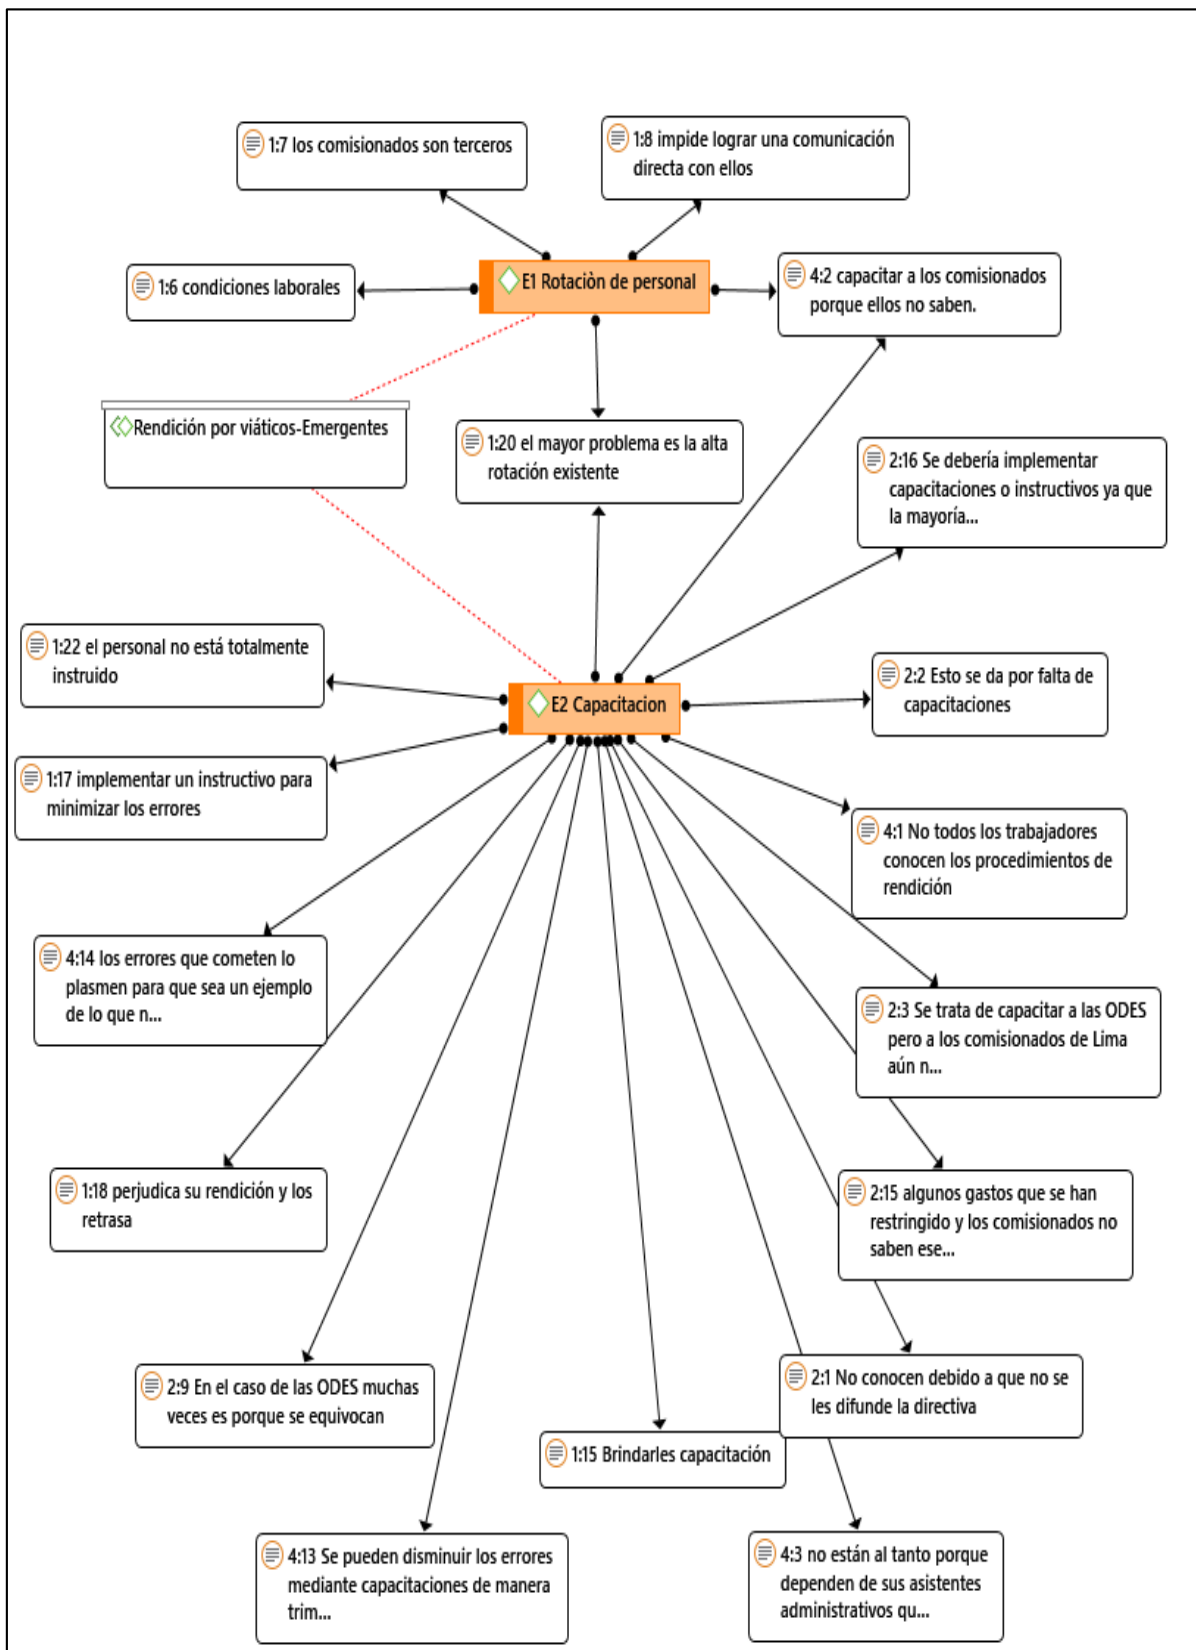 1:7 los comisionados son terceros
1:8 impide lograr una comunicación
directa con ellos
E1 Rotaciòn de personal
4:2 capacitar a los comisionados
porque ellos no saben.
1:6 condiciones laborales
Rendición por viáticos-Emergentes
1:20 el mayor problema es la alta
rotación existente
2:16 Se debería implementar
capacitaciones o instructivos ya que
la mayoría...
1:22 el personal no está totalmente
instruido
E2 Capacitacion
2:2 Esto se da por falta de
capacitaciones
1:17 implementar un instructivo para
minimizar los errores
4:1 No todos los trabajadores
conocen los procedimientos de
rendición
4:14 los errores que cometen lo
plasmen para que sea un ejemplo
de lo que n...
2:3 Se trata de capacitar a las ODES
pero a los comisionados de Lima
aún n...
1:18 perjudica su rendición y los
retrasa
2:15 algunos gastos que se han
restringido y los comisionados no
saben ese...
2:9 En el caso de las ODES muchas
veces es porque se equivocan
2:1 No conocen debido a que no se
les difunde la directiva
1:15 Brindarles capacitación
4:13 Se pueden disminuir los errores
mediante capacitaciones de manera
trim...
4:3 no están al tanto porque
dependen de sus asistentes
administrativos qu...